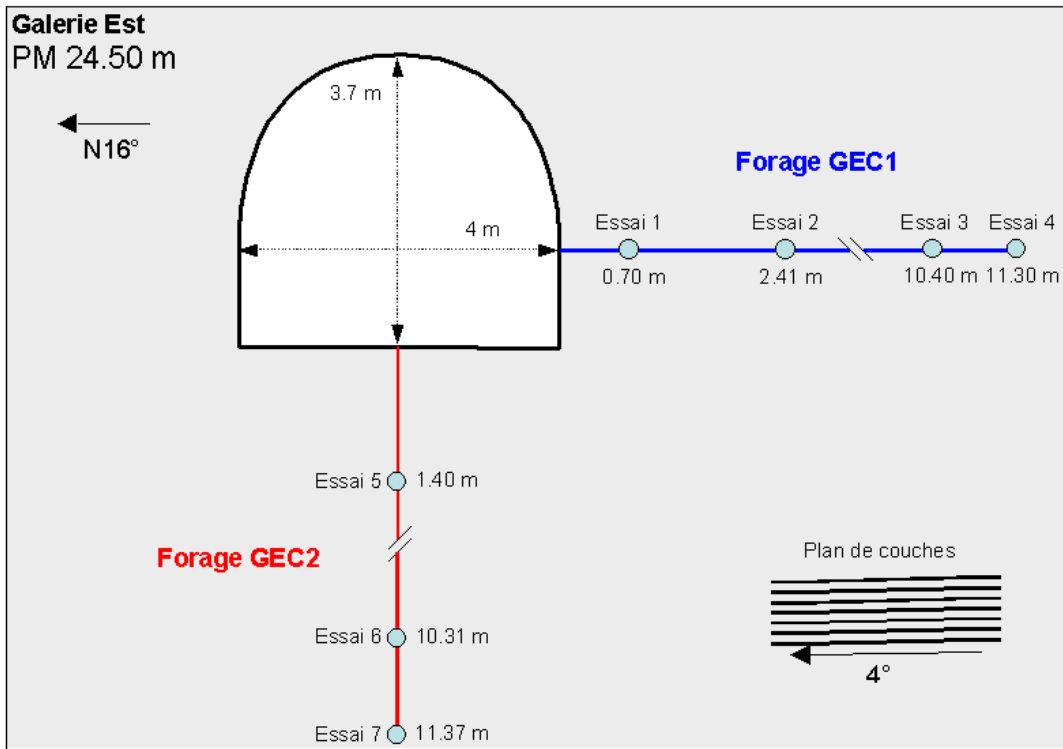 Galerie Est
PM 24.50 m
3.7 m
N16°
Forage GEC1
4 m
Essai 1
Essai 2
Essai 3
Essai 4
0.70 m
2.41 m
10.40 m
11.30 m
Essai 5
1.40 m
Forage GEC2
Plan de couches
Essai 6
10.31 m
4°
Essai 7
11.37 m